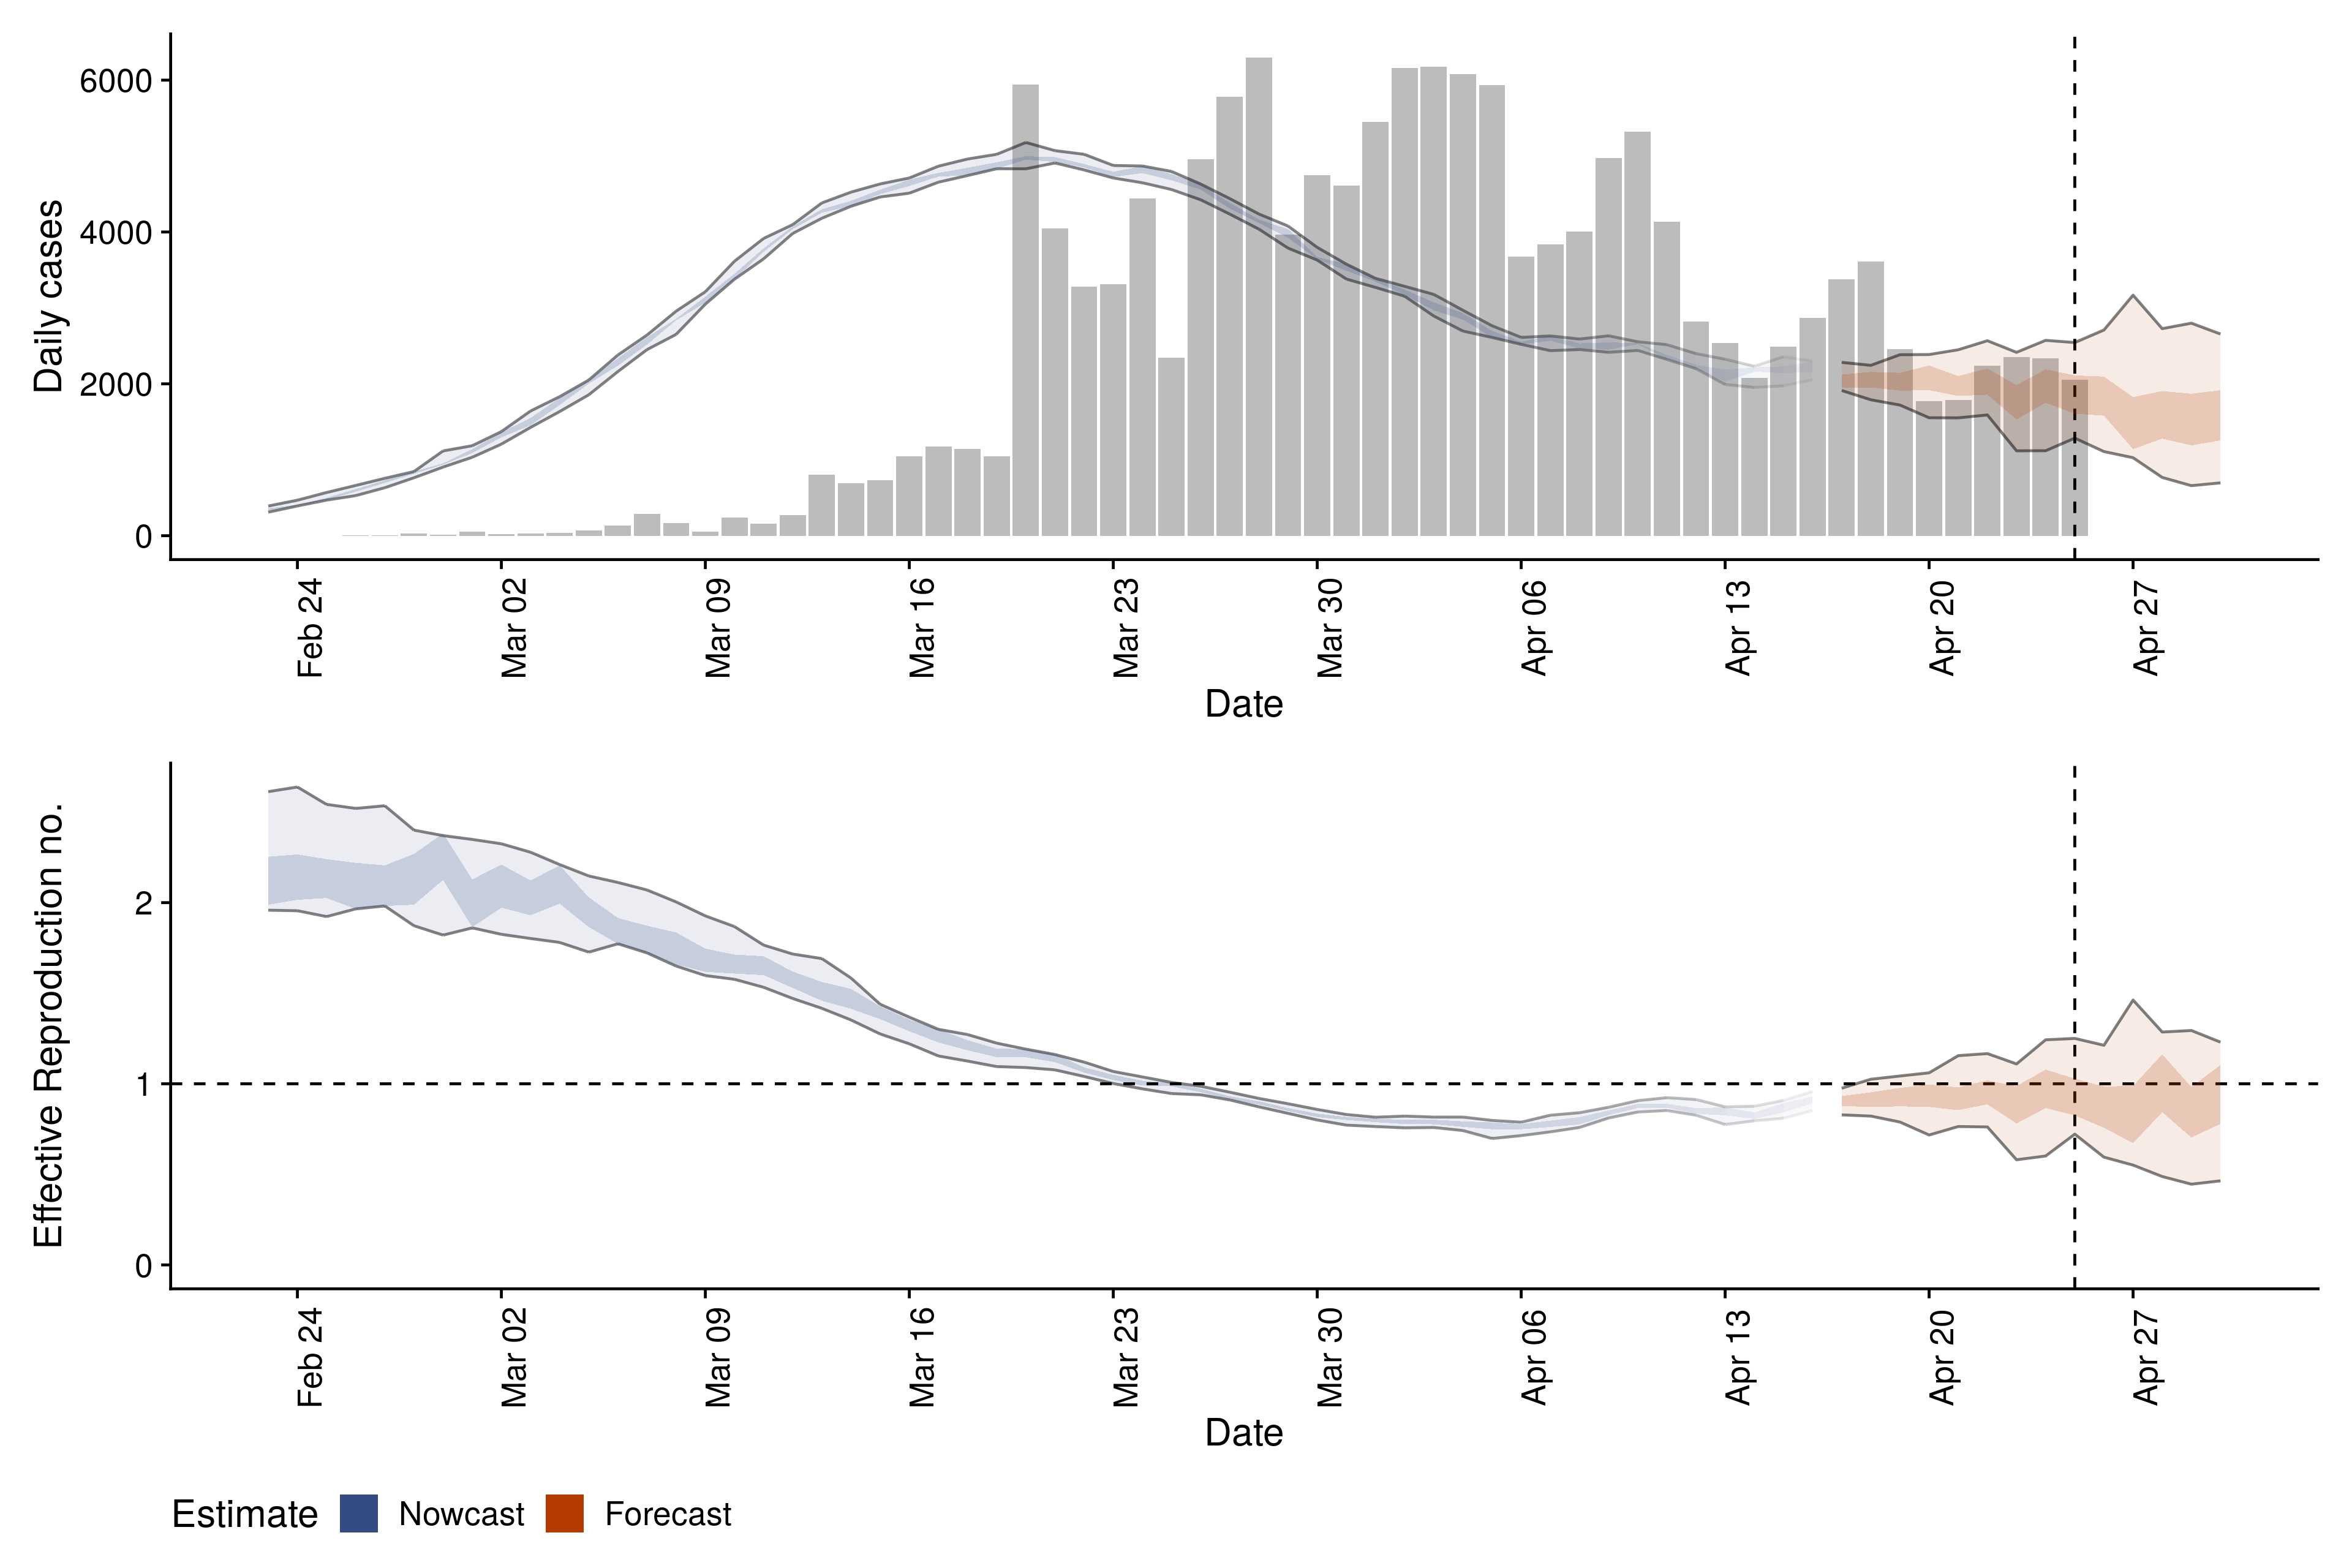 Daily cases
6000
4000
2000
0
Feb 24
Mar 02
Mar 09
Mar 16
Mar 23
Mar 30
Apr 06
Apr 13
Apr 20
Apr 27
Date
Effective Reproduction no.
2
1
0
Feb 24
Mar 02
Mar 09
Mar 16
Mar 23
Mar 30
Apr 06
Apr 13
Apr 20
Apr 27
Date
Estimate Nowcast Forecast